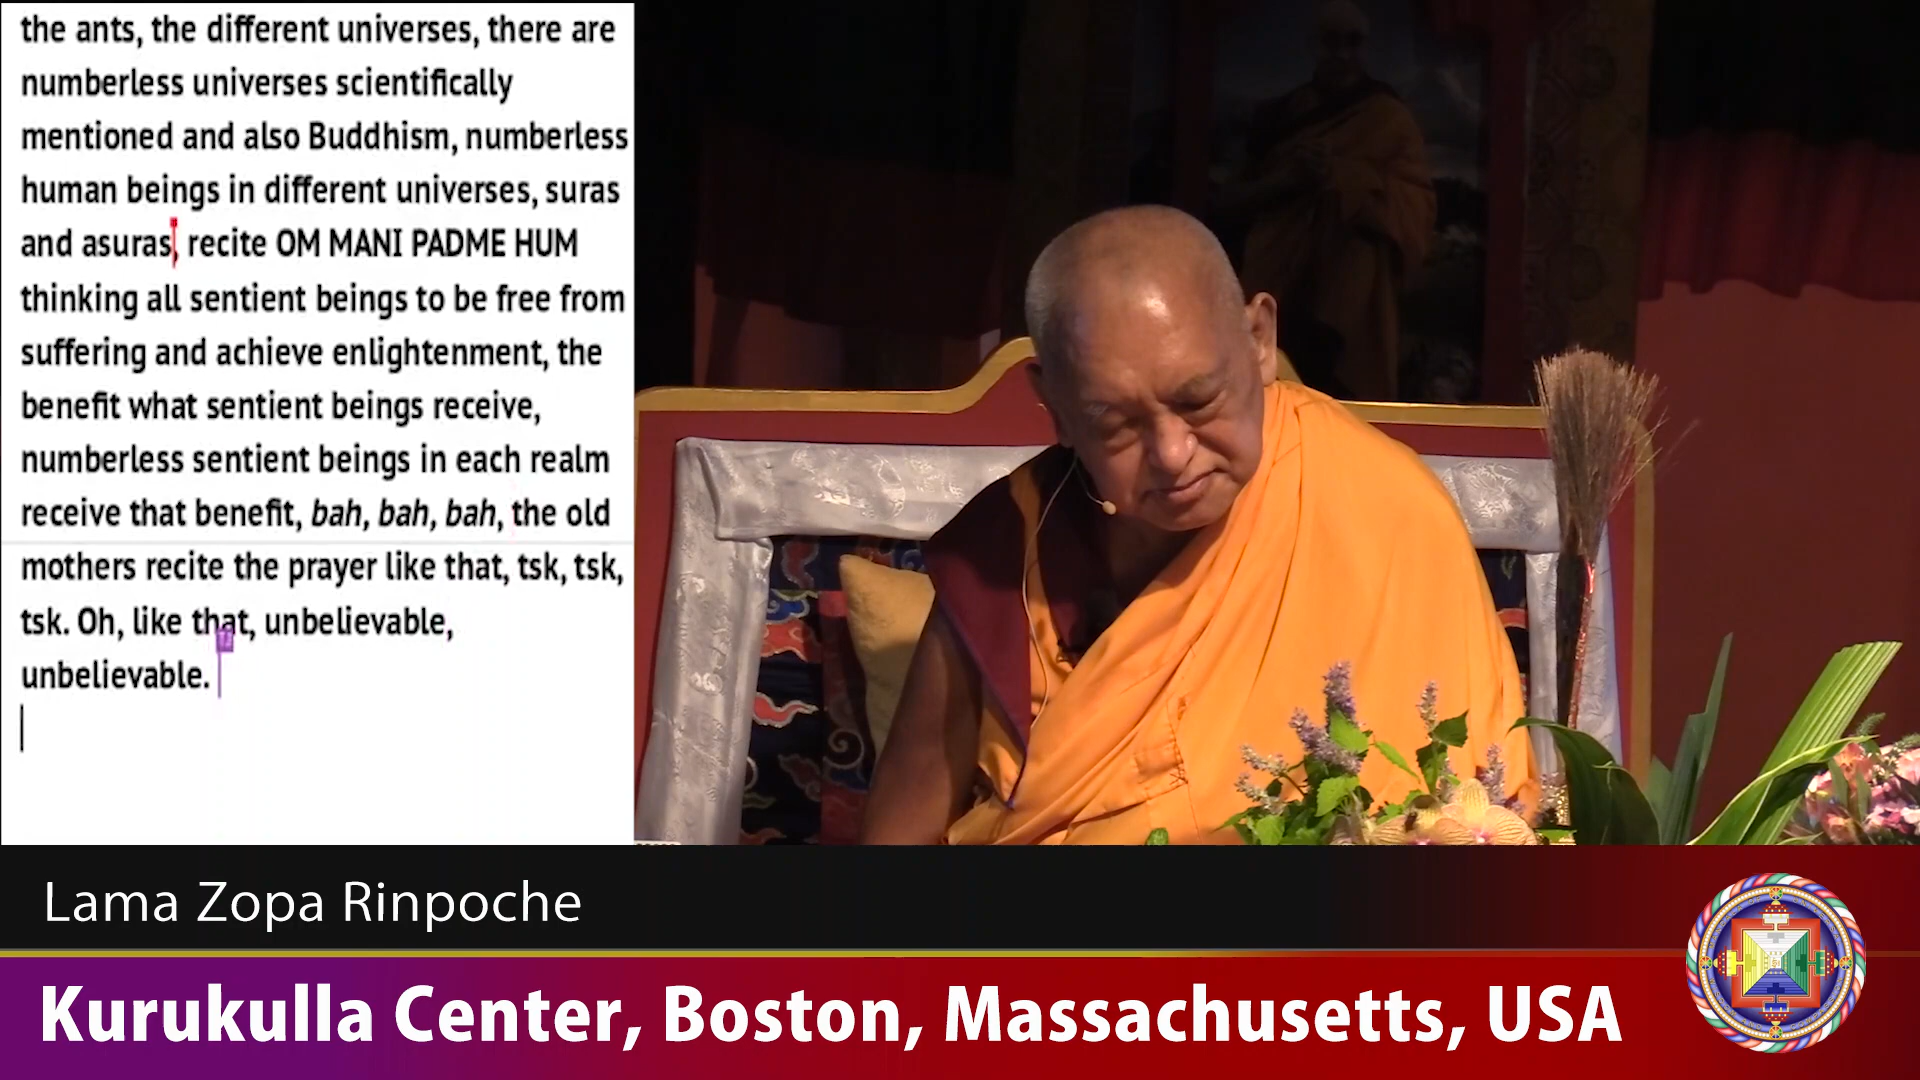 the ants, the different universes, there are
numberless universes scientifically
mentioned and also Buddhism, numberless
human beings in different universes, suras
and asuras, recite OM MANI PADME HUM
thinking all sentient beings to be free from
suffering and achieve enlightenment, the
benefit what sentient beings receive,
numberless sentient beings in each realm
receive that benefit, bah, bah, bah, the old
mothers recite the prayer like that, tsk, tsk,
tsk. Oh, like that, unbelievable,
unbelievable.
Lama Zopa Rinpoche
Kurukulla Center, Boston, Massachusetts, USA